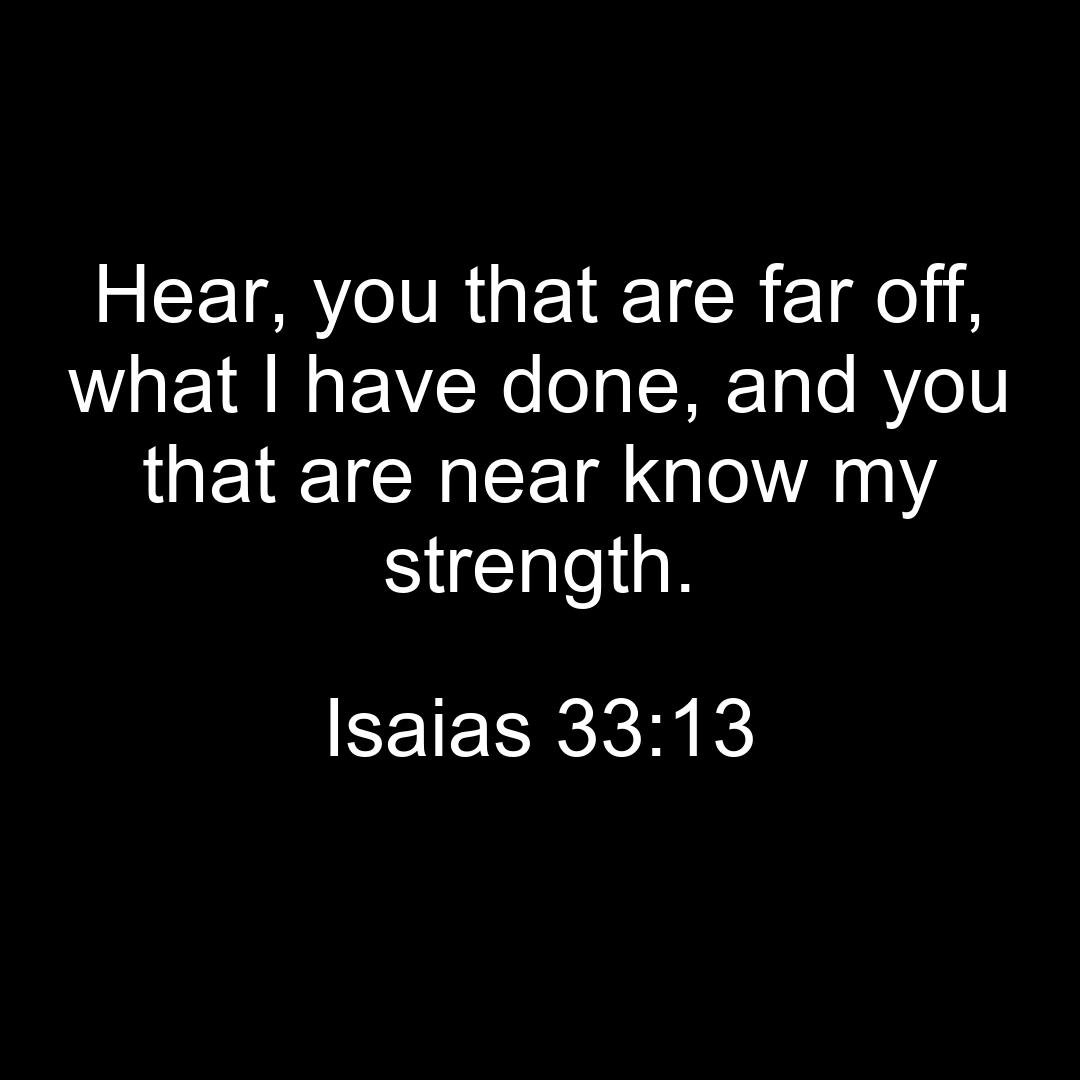 Hear, you that are far off,
what I have done, and you
that are near know my
strength.
Isaias 33:13